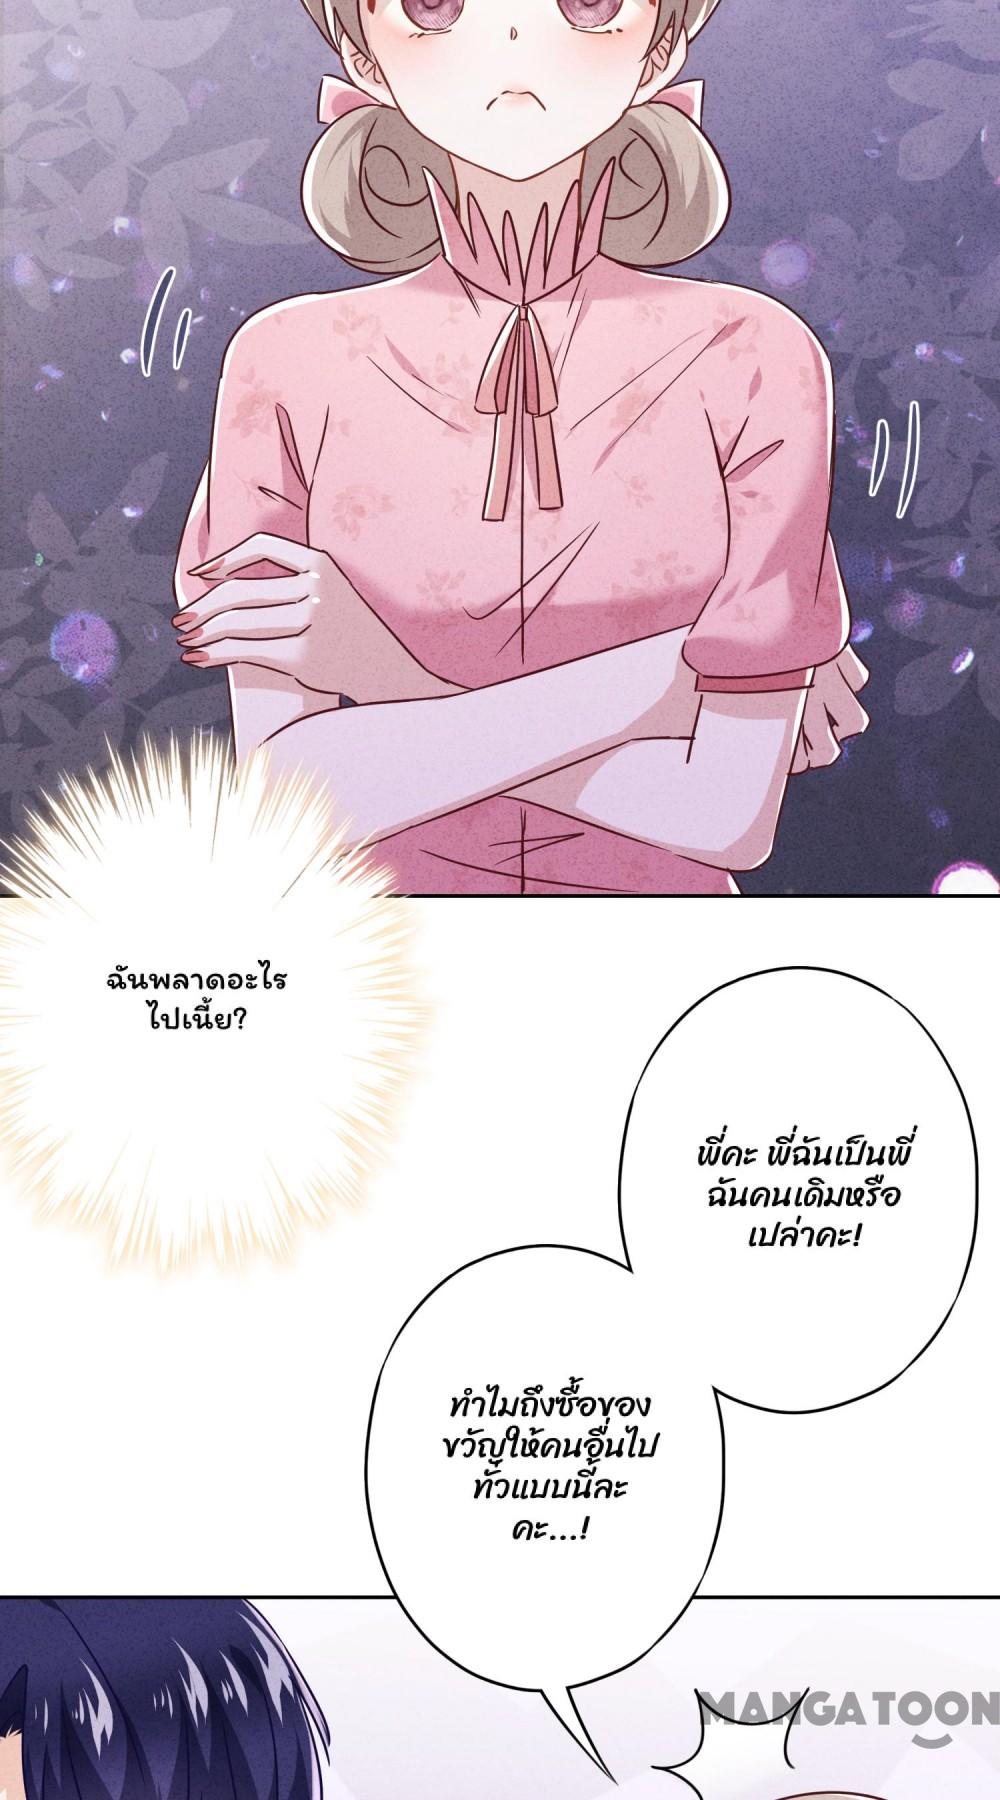 ฉันพลาดอะไร
ไปเนี้ย?
พี่คะ พี่ฉันเป็นพี่
ฉันคนเดิมหรือ
เปล่าคะ!
ทำไมถึงซื้อของ
ขวัญให้คนอื่นไป
ทั่วแบบนี้ละ
คะ...!
MANGATOON